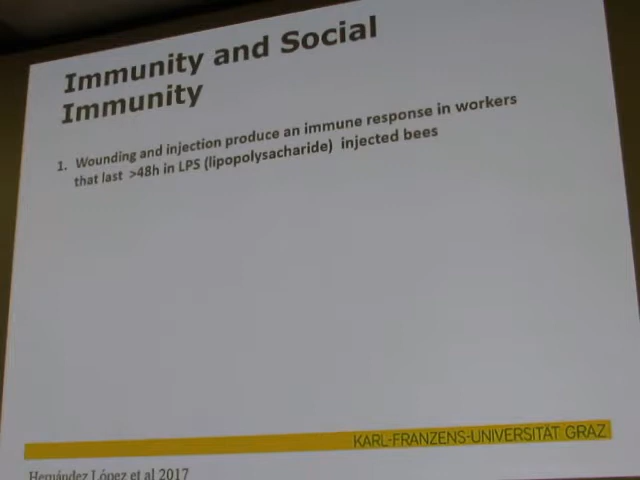 Immunity and Social
Immunity
1. Wounding and injection produce an immune response in workers
that last >48h in LPS (lipopolysacharide) injected bees
KARL-FRANZENS-UNIVERSITÄT GRAZ
Hernández López et al 2017